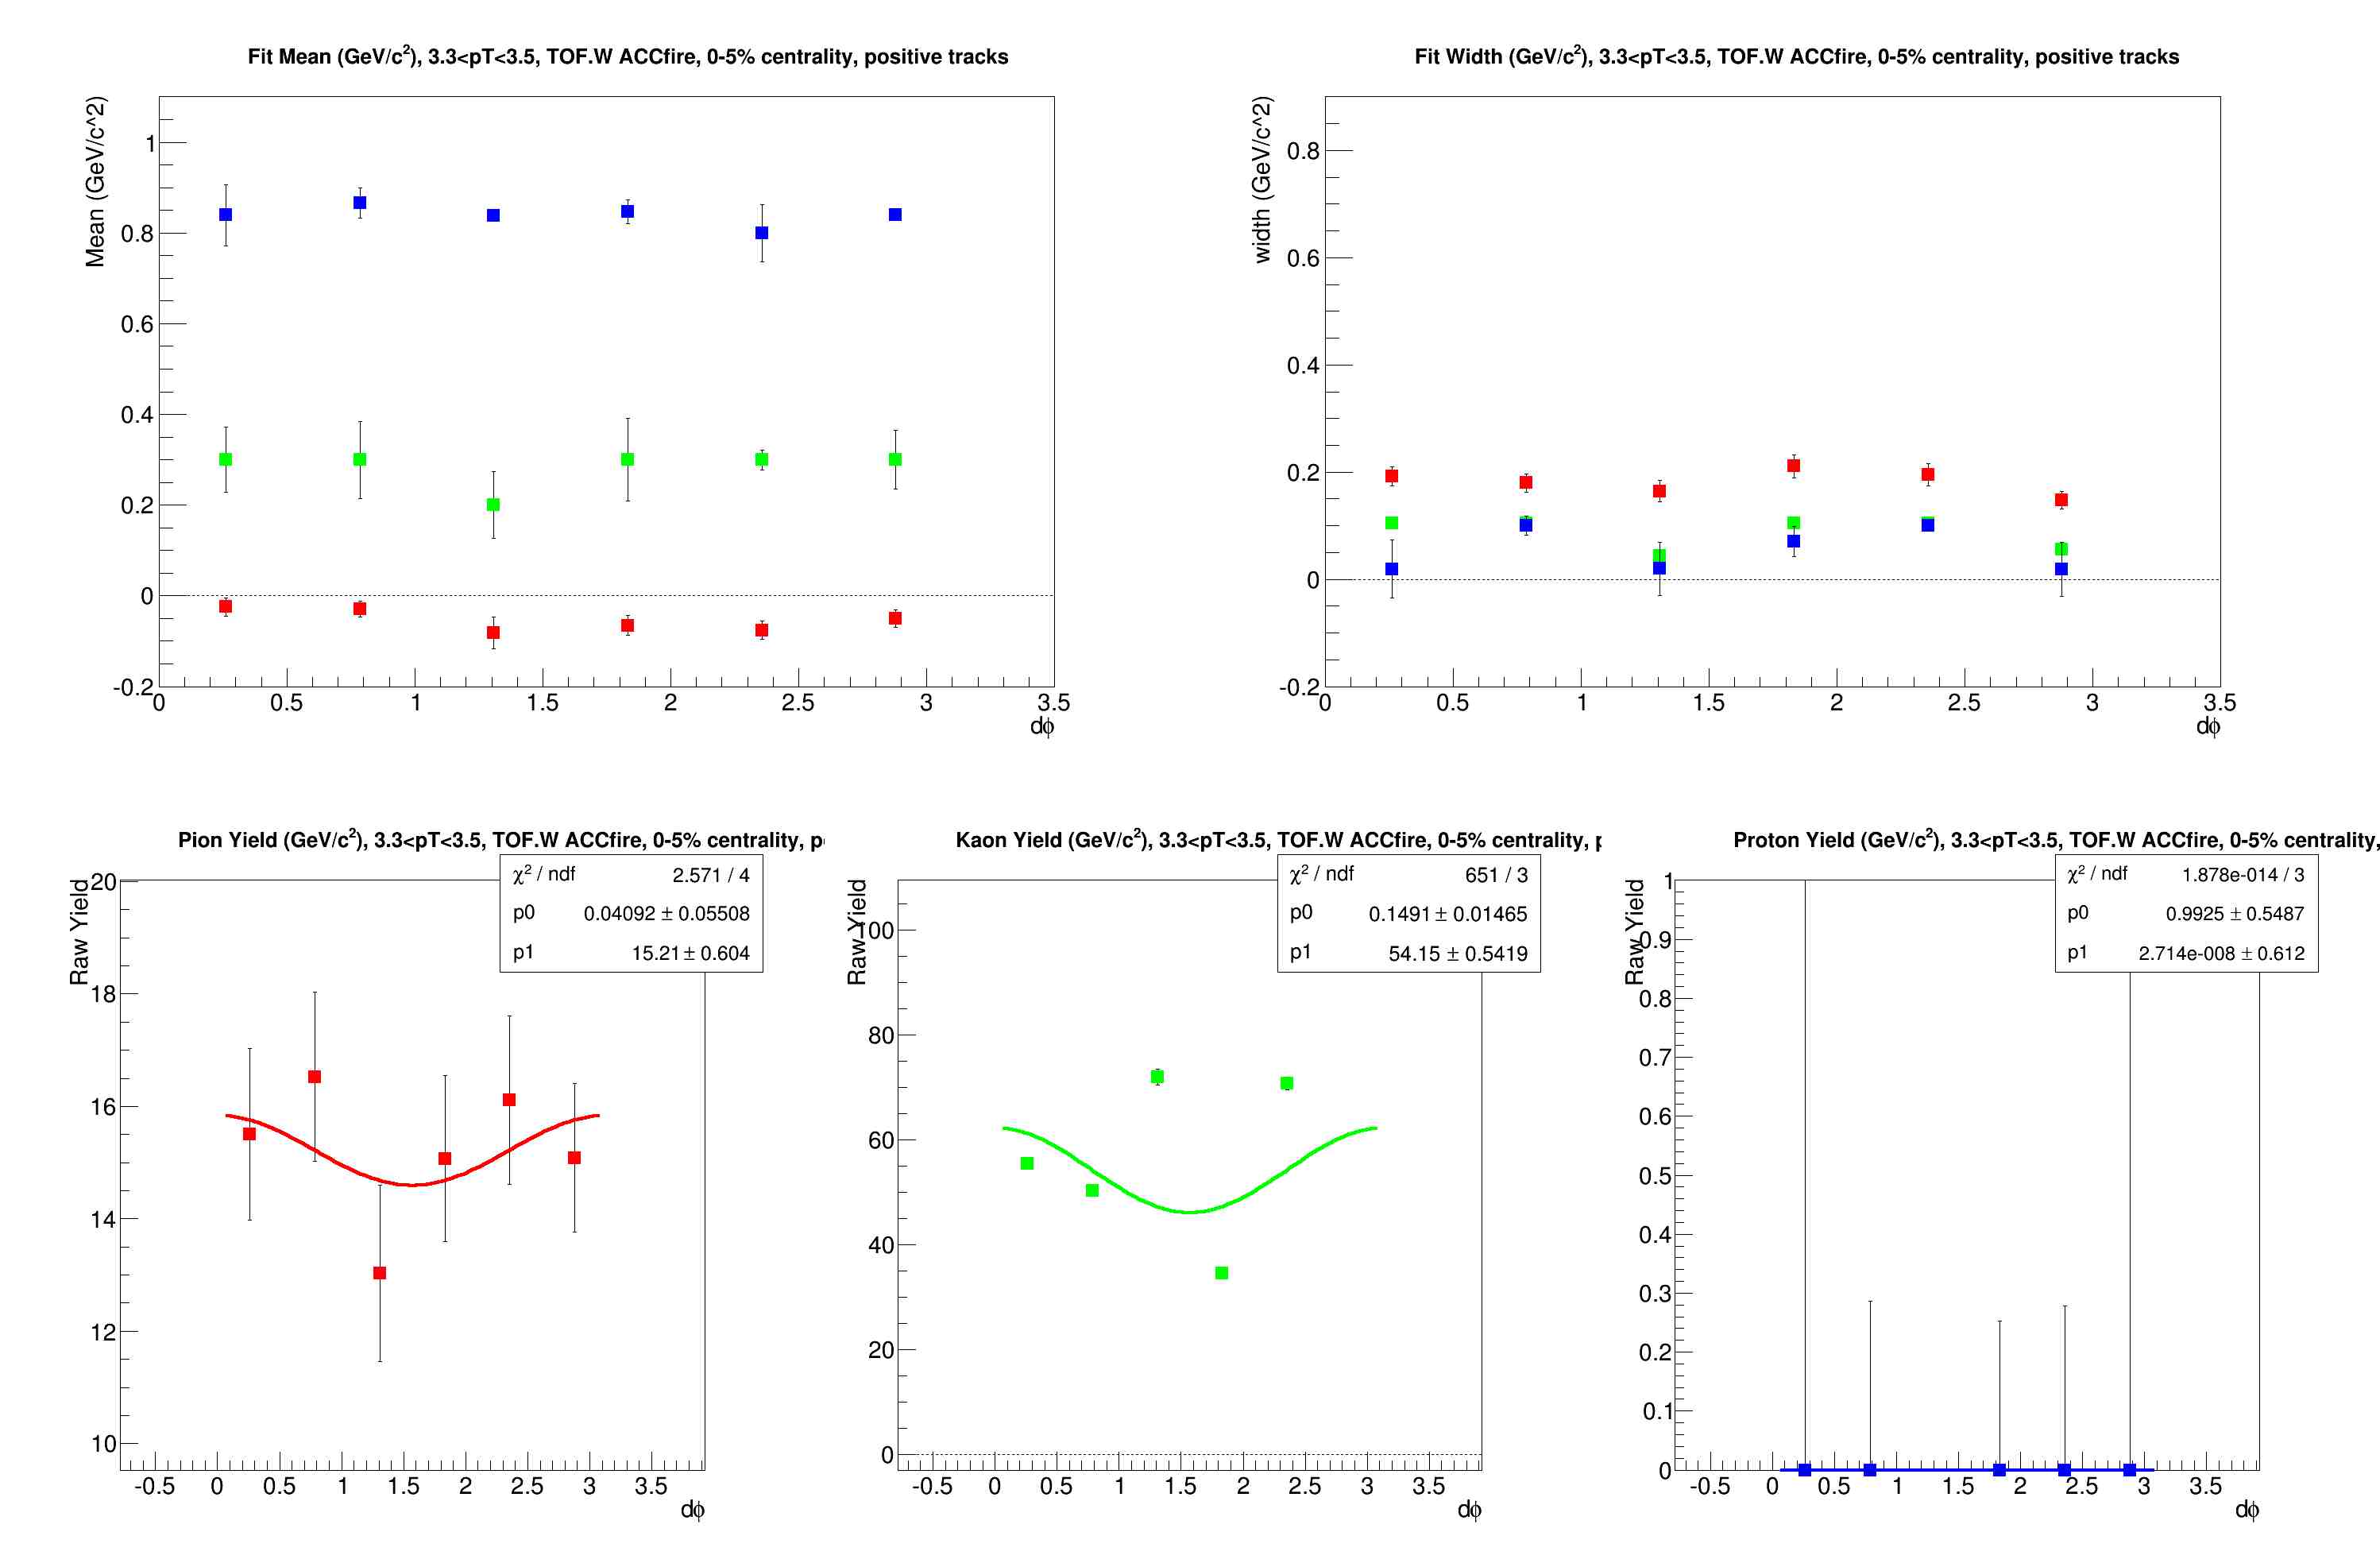 Fit Mean (GeV/c²), 3.3<pT<3.5, TOF.W ACCfire, 0-5% centrality, positive tracks
Mean (GeV/c^2)
1
0.8
0.6
0.4
0.2
0
-0.2
0 0.5 1 1.5 2 2.5 3 3.5
dϕ
Fit Width (GeV/c²), 3.3<pT<3.5, TOF.W ACCfire, 0-5% centrality, positive tracks
width (GeV/c^2)
0.8
0.6
0.4
0.2
0
-0.2
0 0.5 1 1.5 2 2.5 3 3.5
dϕ
Pion Yield (GeV/c²), 3.3<pT<3.5, TOF.W ACCfire, 0-5% centrality, p
χ² / ndf 2.571 / 4
p0 0.04092 ± 0.05508
p1 15.21 ± 0.604
Raw Yield
20
18
16
14
12
10
-0.5 0 0.5 1 1.5 2 2.5 3 3.5
dϕ
Kaon Yield (GeV/c²), 3.3<pT<3.5, TOF.W ACCfire, 0-5% centrality, p
χ² / ndf 651 / 3
p0 0.1491 ± 0.01465
p1 54.15 ± 0.5419
Raw Yield
100
80
60
40
20
0
-0.5 0 0.5 1 1.5 2 2.5 3 3.5
dϕ
Proton Yield (GeV/c²), 3.3<pT<3.5, TOF.W ACCfire, 0-5% centrality,
χ² / ndf 1.878e-014 / 3
p0 0.9925 ± 0.5487
p1 2.714e-008 ± 0.612
Raw Yield
1
0.9
0.8
0.7
0.6
0.5
0.4
0.3
0.2
0.1
0
-0.5 0 0.5 1 1.5 2 2.5 3 3.5
dϕ